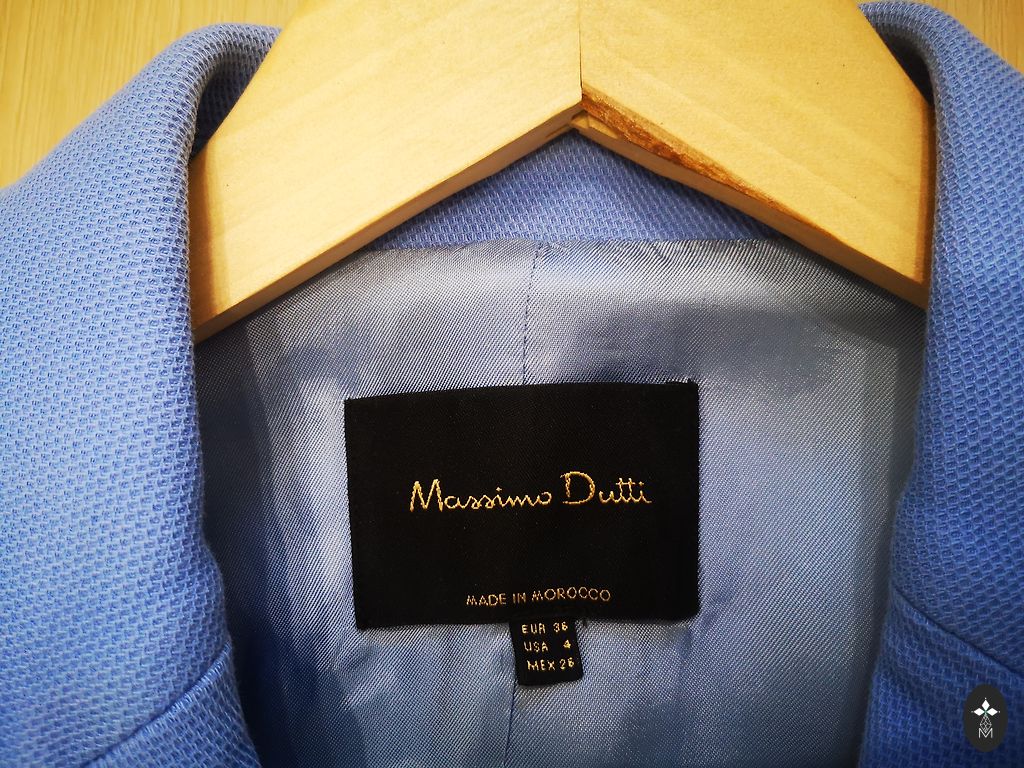 Massimo Dutti
MADE IN MOROCCO
EUR 36
USA 4
MEX 26
M